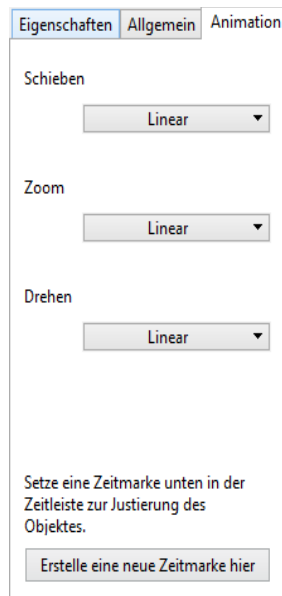 Eigenschaften Allgemein Animation
Schieben
Linear
Zoom
Linear
Drehen
Linear
Setze eine Zeitmarke unten in der
Zeitleiste zur Justierung des
Objektes.
Erstelle eine neue Zeitmarke hier